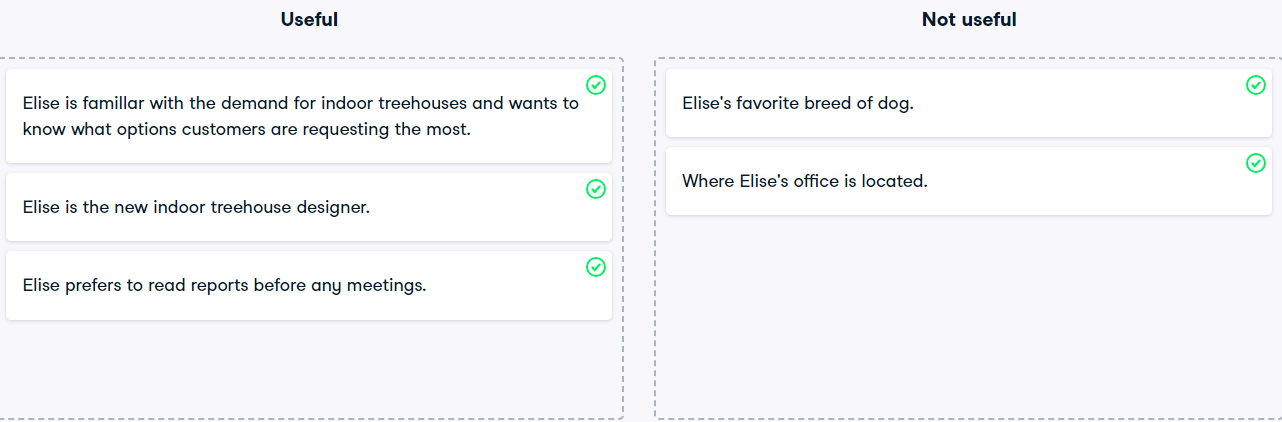 Useful
Elise is famillar with the demand for indoor treehouses and wants to
know what options customers are requesting the most.
Elise is the new indoor treehouse designer.
Elise prefers to read reports before any meetings.
Not useful
Elise's favorite breed of dog.
Where Elise's office is located.